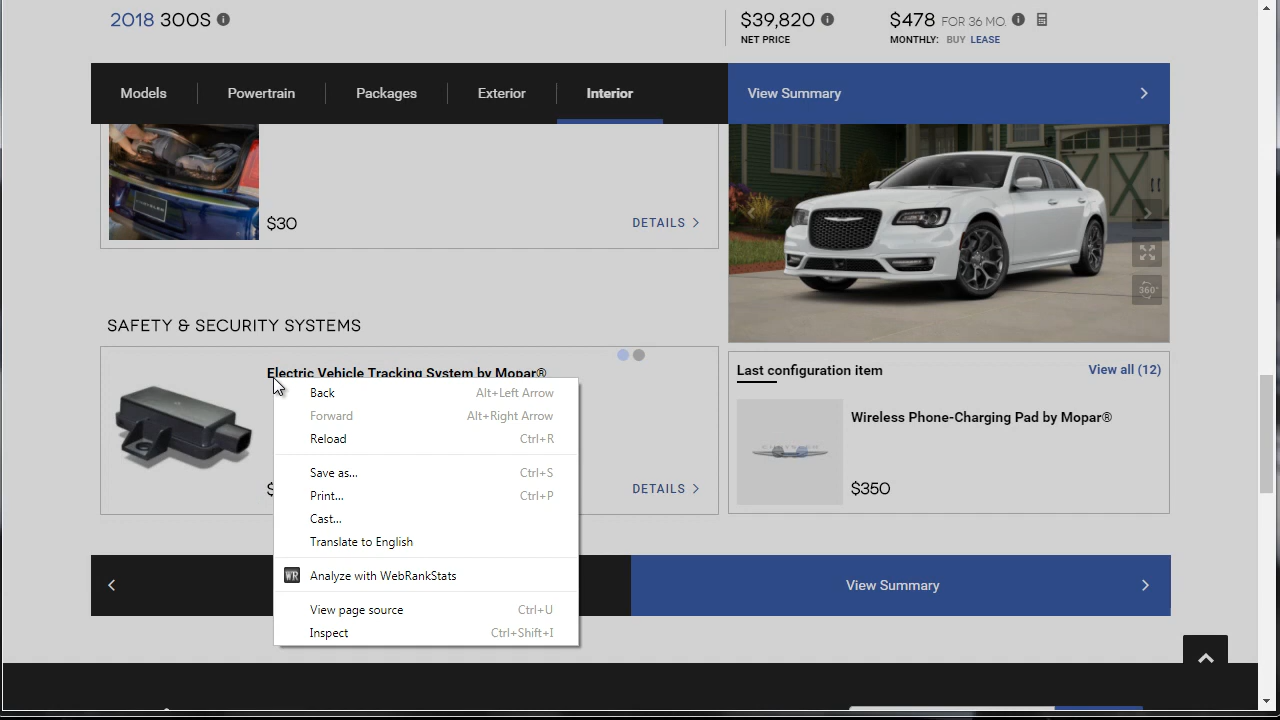 2018 300S
$39,820
NET PRICE
$478 FOR 36 MO.
MONTHLY: BUY LEASE
Models
Powertrain
Packages
Exterior
Interior
View Summary
$30
DETAILS
360°
SAFETY & SECURITY SYSTEMS
Electric Vehicle Tracking System by Mopar®
$
DETAILS
Back Alt+Left Arrow
Forward Alt+Right Arrow
Reload Ctrl+R
Save as... Ctrl+S
Print... Ctrl+P
Cast...
Translate to English
WR Analyze with WebRankStats
View page source Ctrl+U
Inspect Ctrl+Shift+I
Last configuration item
View all (12)
Wireless Phone-Charging Pad by Mopar®
$350
View Summary